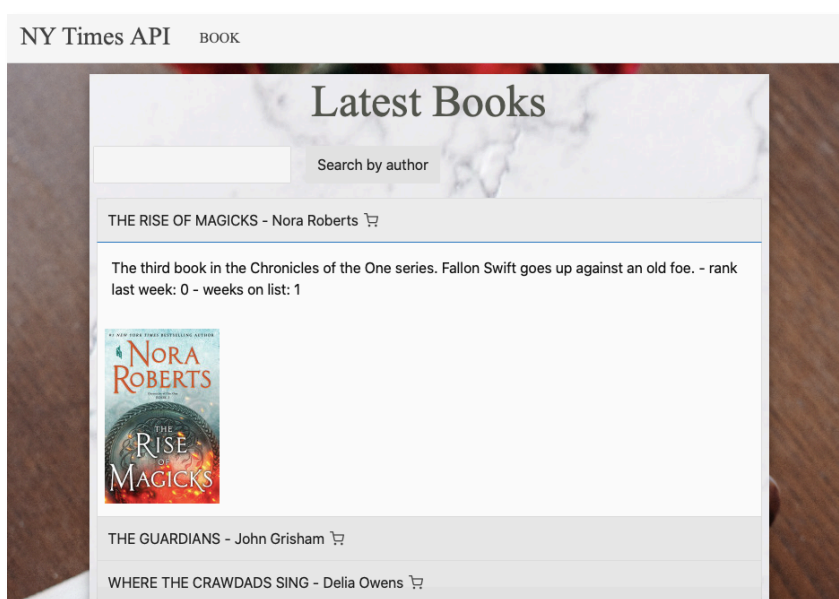 NY Times API BOOK
Latest Books
Search by author
THE RISE OF MAGICKS - Nora Roberts
The third book in the Chronicles of the One series. Fallon Swift goes up against an old foe. - rank
last week: 0 - weeks on list: 1
#1 NEW YORK TIMES BESTSELLING AUTHOR
NORA
ROBERTS
THE
RISE
OF
MAGICKS
THE GUARDIANS - John Grisham
WHERE THE CRAWDADS SING - Delia Owens